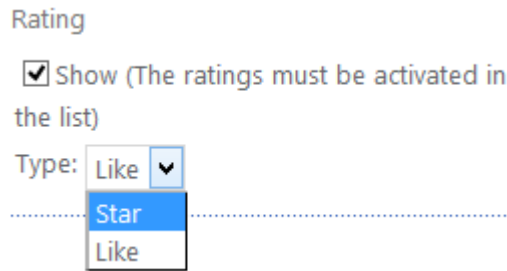 Rating
Show (The ratings must be activated in
the list)
Type: Like
Star
Like